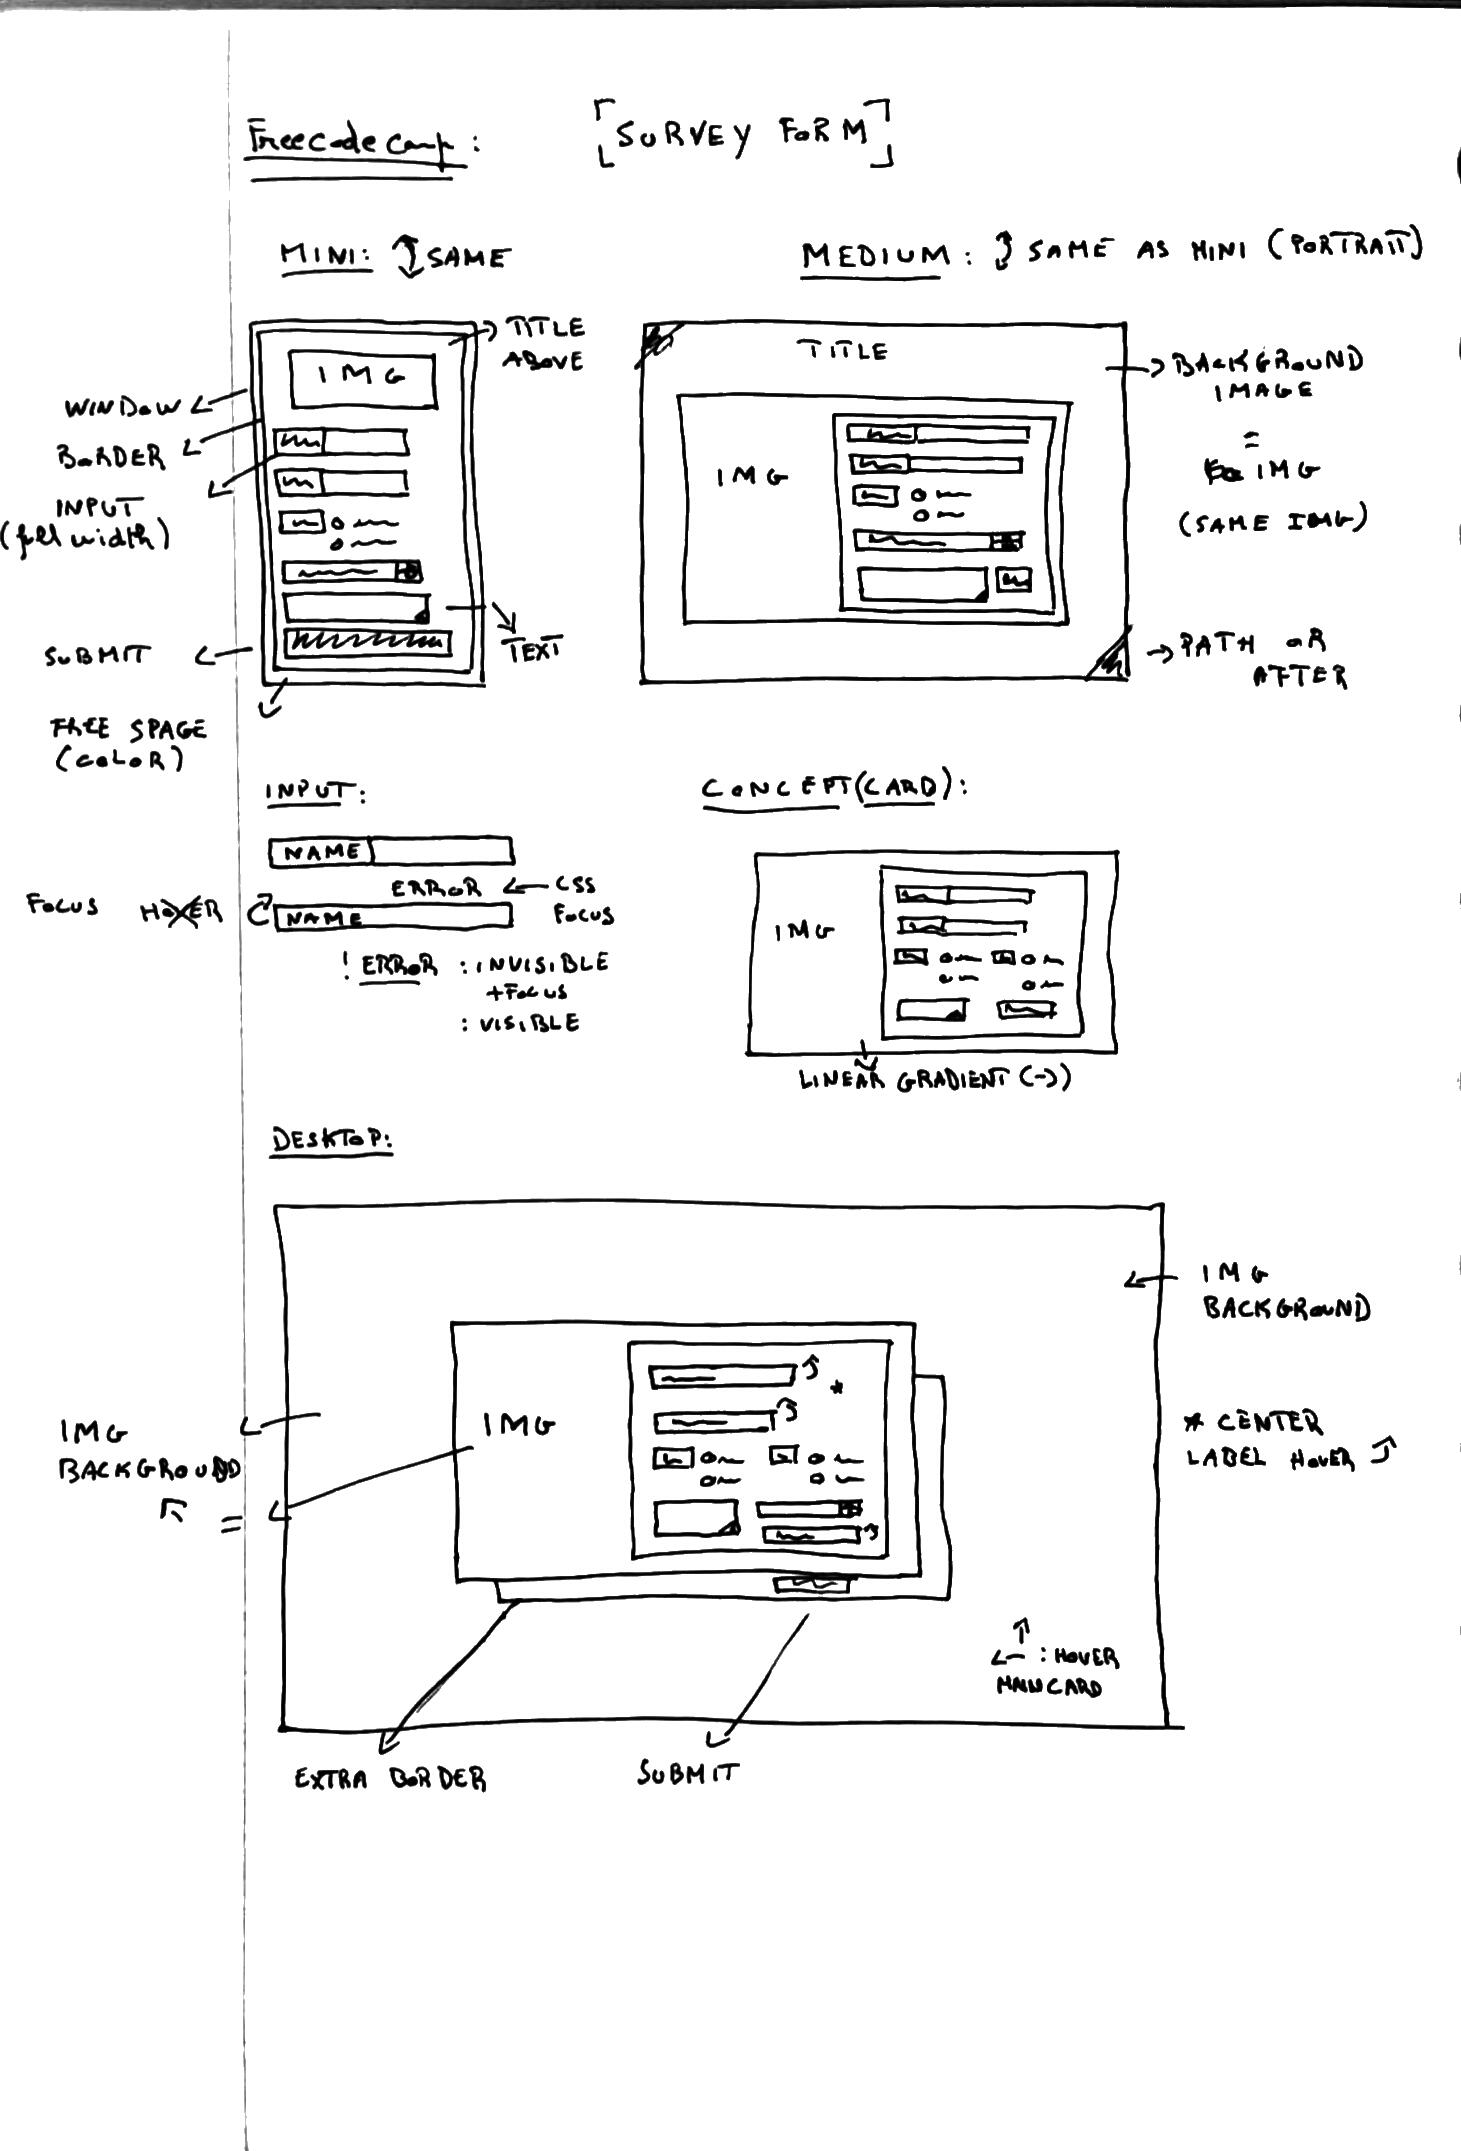 Freecodecamp:
[SURVEY FORM]
MINI: SAME
MEDIUM: SAME AS MINI (PORTRAIT)
TITLE
ABOVE
IMG
WINDOW
BORDER
INPUT
(full width)
SUBMIT
FREE SPACE
(COLOR)
TEXT
TITLE
IMG
BACKGROUND
IMAGE
=
IMG
(SAME IMG)
PATH OR
AFTER
INPUT:
NAME
ERROR ← CSS
FOCUS
FOCUS HOVER
NAME
! ERROR : INVISIBLE
+FOCUS
: VISIBLE
CONCEPT (CARD):
IMG
LINEAR GRADIENT (→)
DESKTOP:
IMG
BACKGROUND
IMG
*
IMG
BACKGROUND
=
* CENTER
LABEL HOVER
: HOVER
MAIN CARD
EXTRA BORDER
SUBMIT